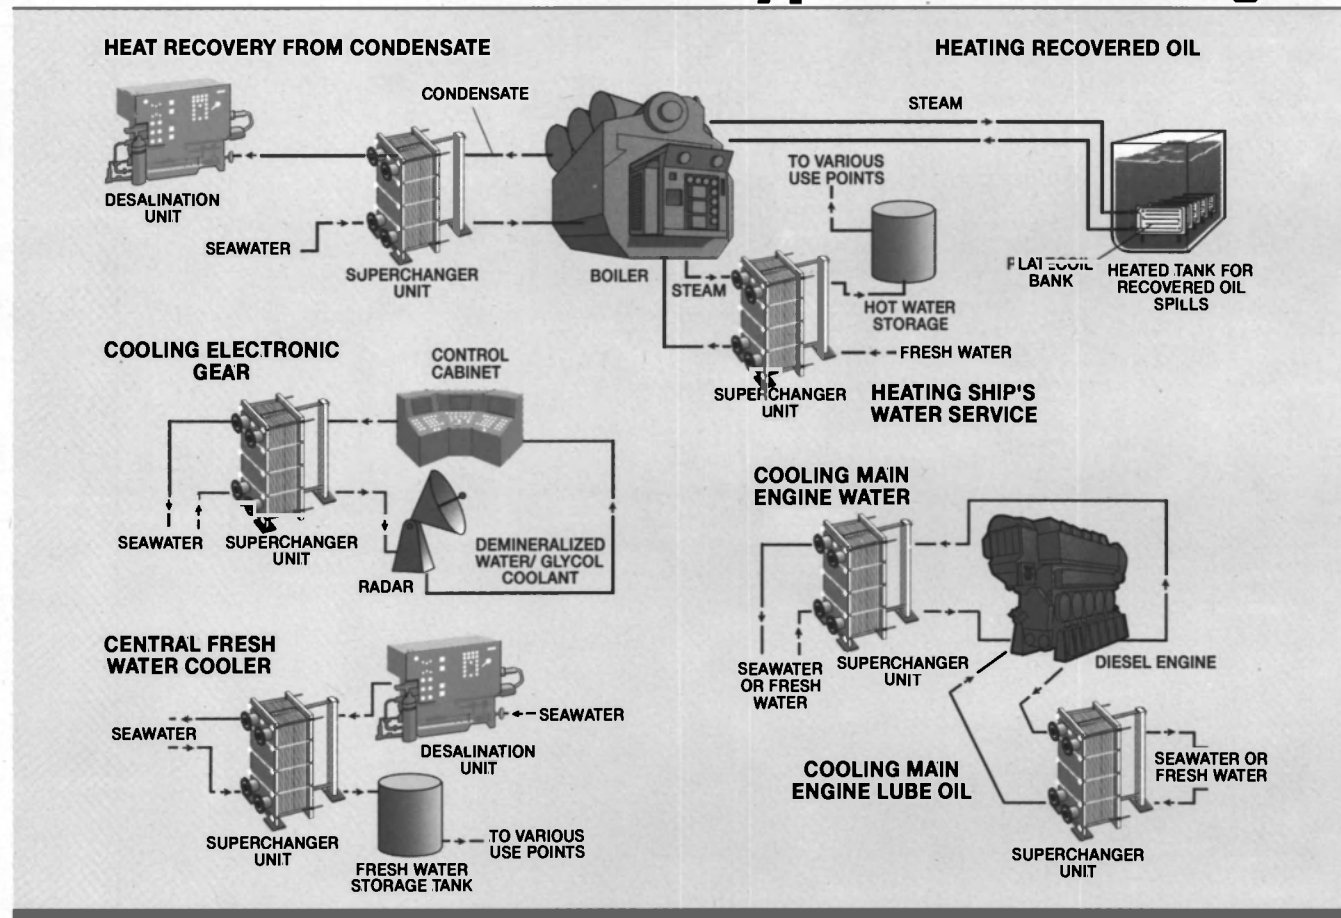 HEAT RECOVERY FROM CONDENSATE
DESALINATION
UNIT
CONDENSATE
SEAWATER
SUPERCHANGER
UNIT
BOILER
HEATING RECOVERED OIL
STEAM
BANK
HEATED TANK FOR
RECOVERED OIL
SPILLS
TO VARIOUS
USE POINTS
STEAM
HOT WATER
STORAGE
FRESH WATER
SUPERCHANGER
UNIT
HEATING SHIP'S
WATER SERVICE
COOLING ELECTRONIC
GEAR
CONTROL
CABINET
SEAWATER
SUPERCHANGER
UNIT
RADAR
DEMINERALIZED
WATER/ GLYCOL
COOLANT
COOLING MAIN
ENGINE WATER
SEAWATER
OR FRESH
WATER
SUPERCHANGER
UNIT
DIESEL ENGINE
CENTRAL FRESH
WATER COOLER
SEAWATER
SUPERCHANGER
UNIT
DESALINATION
UNIT
SEAWATER
FRESH WATER
STORAGE TANK
TO VARIOUS
USE POINTS
COOLING MAIN
ENGINE LUBE OIL
SEAWATER OR
FRESH WATER
SUPERCHANGER
UNIT